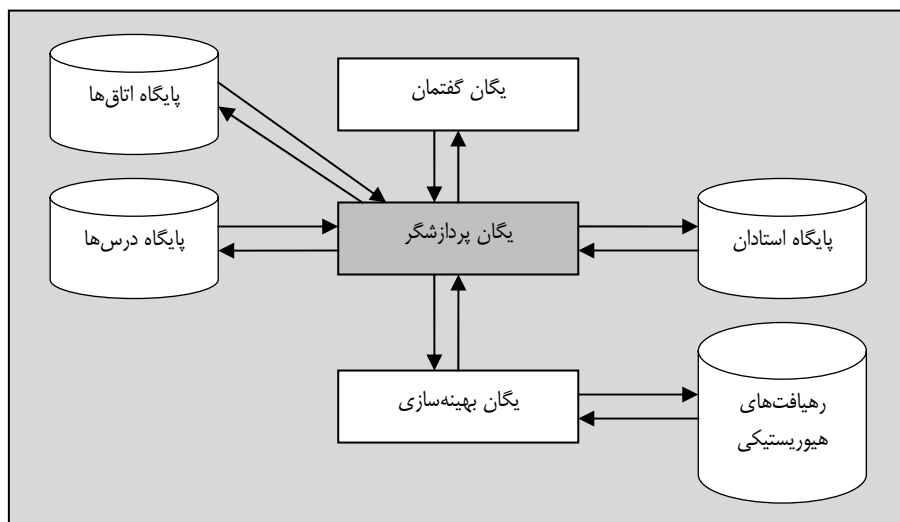 پایگاه اتاق‌ها
یگان گفتمان
پایگاه درس‌ها
یگان پردازشگر
پایگاه استادان
یگان بهینه‌سازی
رهیافت‌های
هیوریستیکی